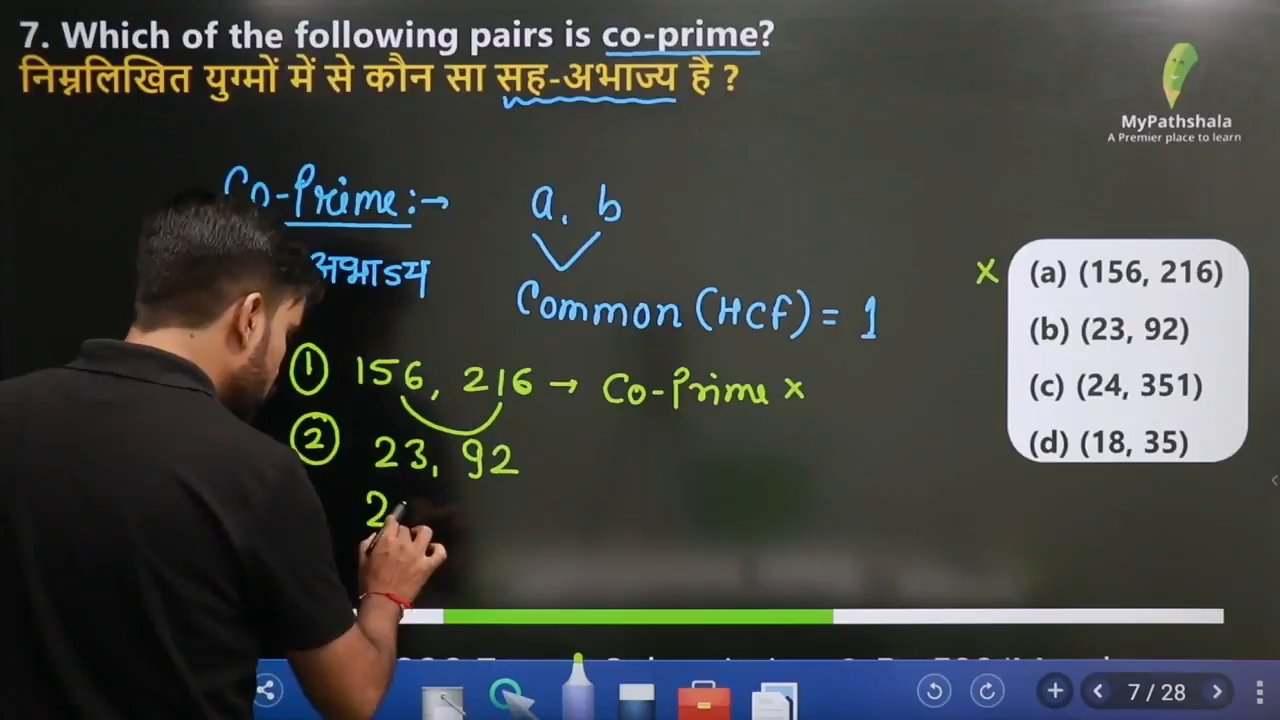 7. Which of the following pairs is co-prime?
निम्नलिखित युग्मों में से कौन सा सह-अभाज्य है ?
MyPathshala
A Premier place to learn
Co-Prime:→ a, b
अभाज्य
Common (HCF) = 1
x (a) (156, 216)
(b) (23, 92)
(c) (24, 351)
(d) (18, 35)
① 156, 216 → Co-Prime x
② 23, 92
2
7 / 28